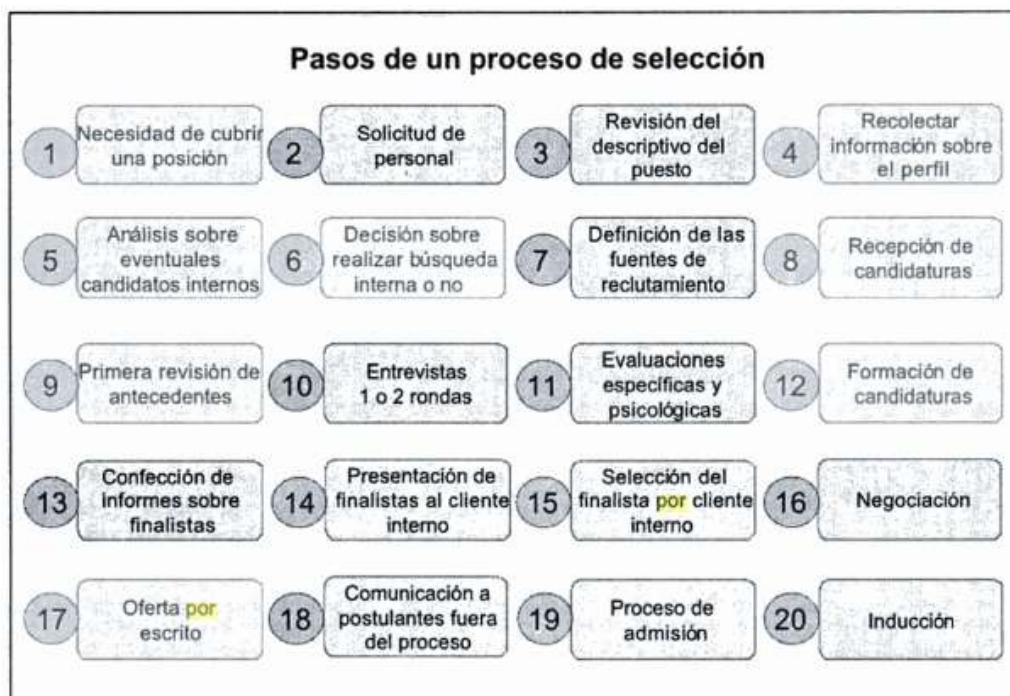 Pasos de un proceso de selección
1
Necesidad de cubrir
una posición
2
Solicitud de
personal
3
Revisión del
descriptivo del
puesto
4
Recolectar
información sobre
el perfil
5
Análisis sobre
eventuales
candidatos internos
6
Decisión sobre
realizar búsqueda
interna o no
7
Definición de las
fuentes de
reclutamiento
8
Recepción de
candidaturas
9
Primera revisión de
antecedentes
10
Entrevistas
1 o 2 rondas
11
Evaluaciones
específicas y
psicológicas
12
Formación de
candidaturas
13
Confección de
Informes sobre
finalistas
14
Presentación de
finalistas al cliente
interno
15
Selección del
finalista por cliente
interno
16
Negociación
17
Oferta por
escrito
18
Comunicación a
postulantes fuera
del proceso
19
Proceso de
admisión
20
Inducción